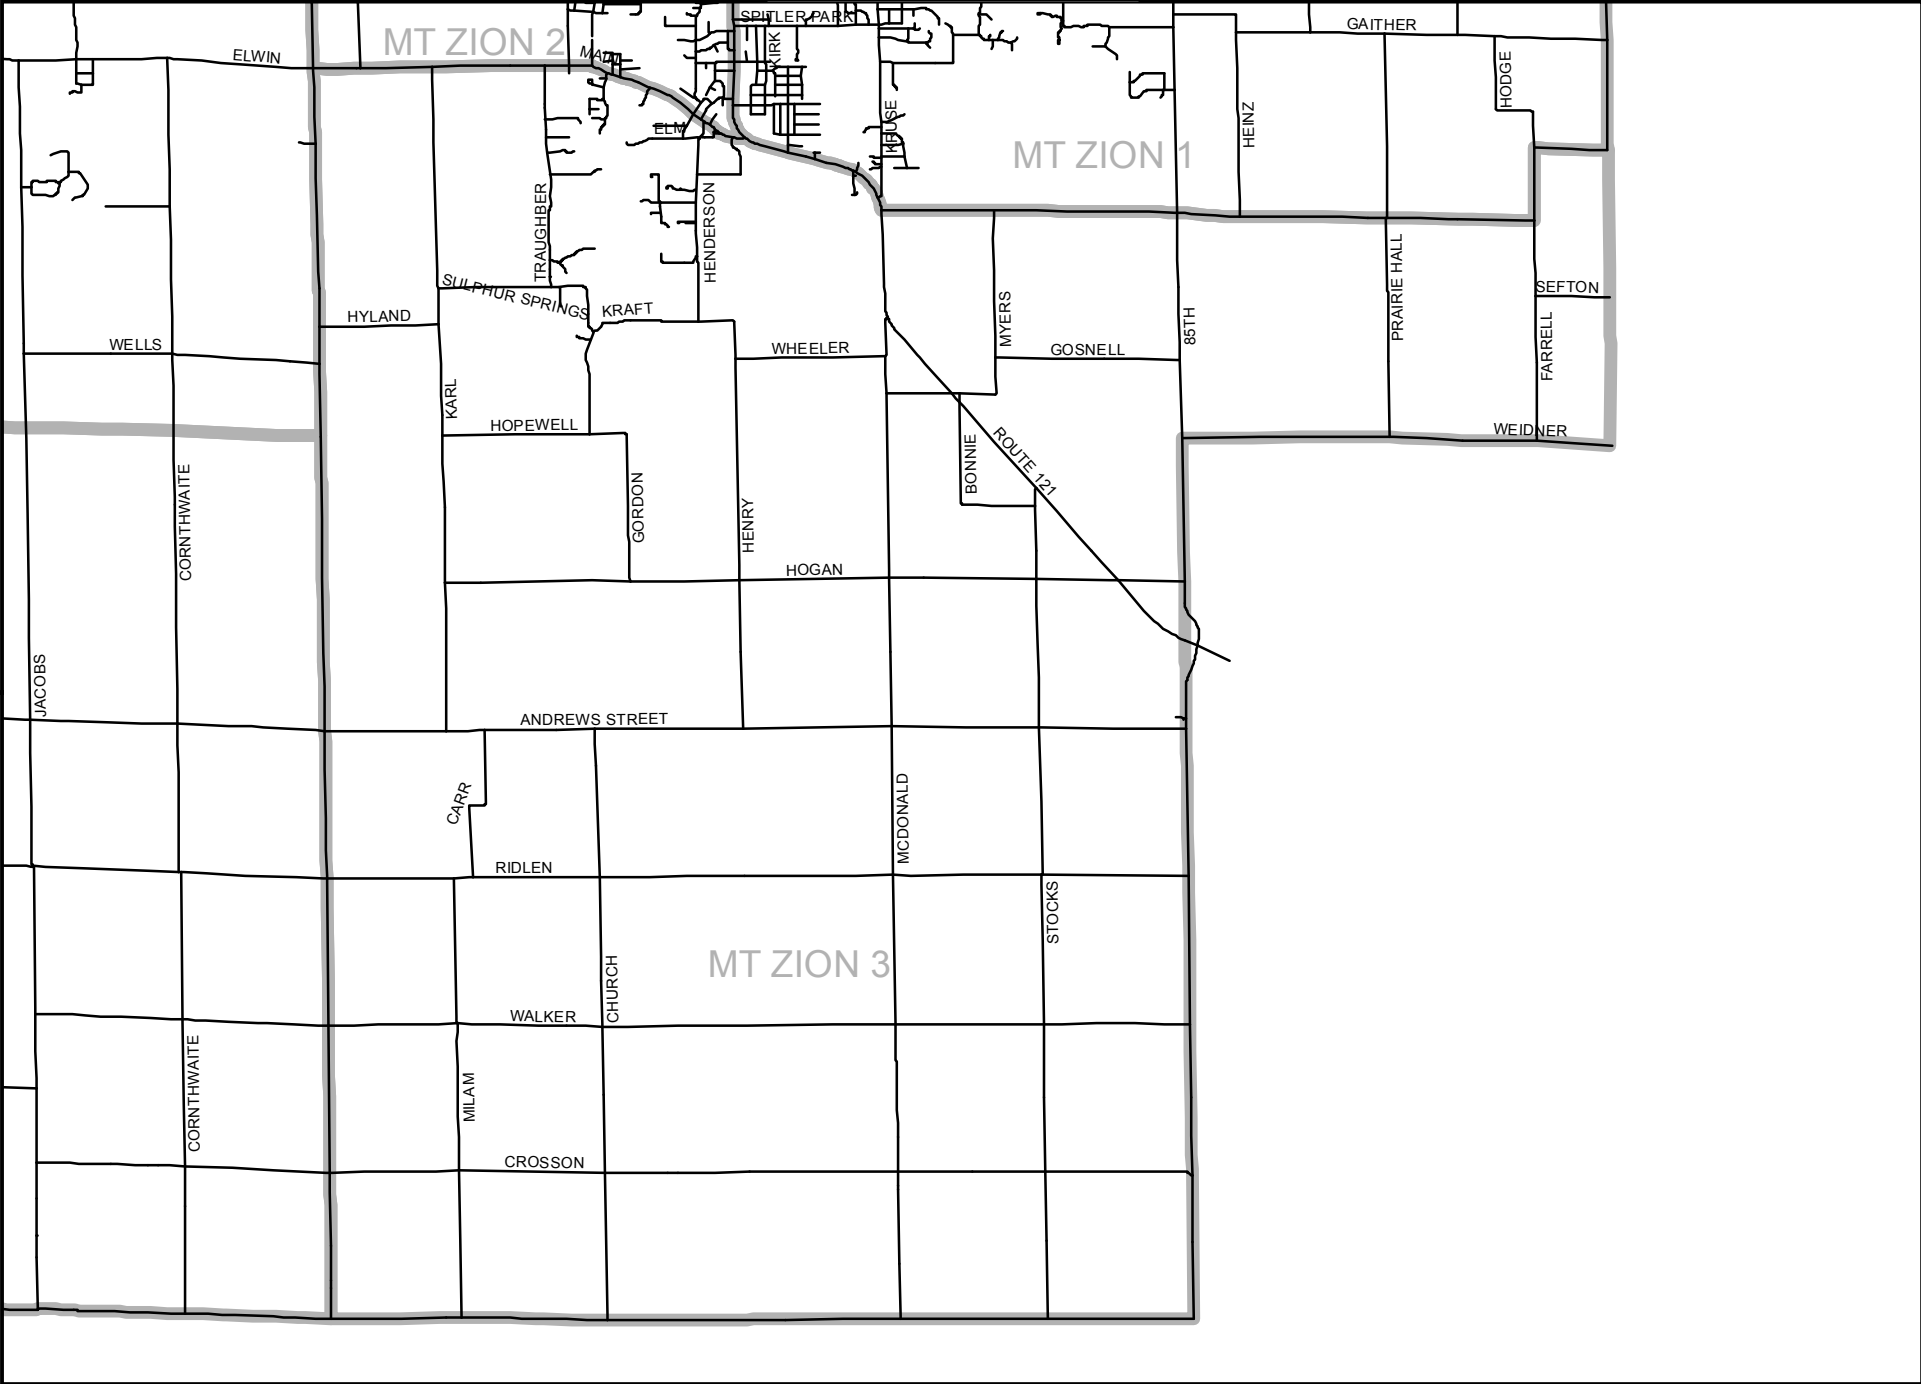 SPITLER PARK
GAITHER
MT ZION 2
MAIN
KIRK
ELWIN
HODGE
HEINZ
KRUSE
ELM
MT ZION 1
TRAUGHBER
HENDERSON
PRAIRIE HALL
SEFTON
SULPHUR SPRINGS
KRAFT
HYLAND
MYERS
85TH
FARRELL
WELLS
WHEELER
GOSNELL
KARL
HOPEWELL
WEIDNER
ROUTE 121
BONNIE
CORNTHWAITE
GORDON
HENRY
HOGAN
JACOBS
ANDREWS STREET
CARR
MCDONALD
RIDLEN
STOCKS
MT ZION 3
CHURCH
WALKER
CORNTHWAITE
MILAM
CROSSON